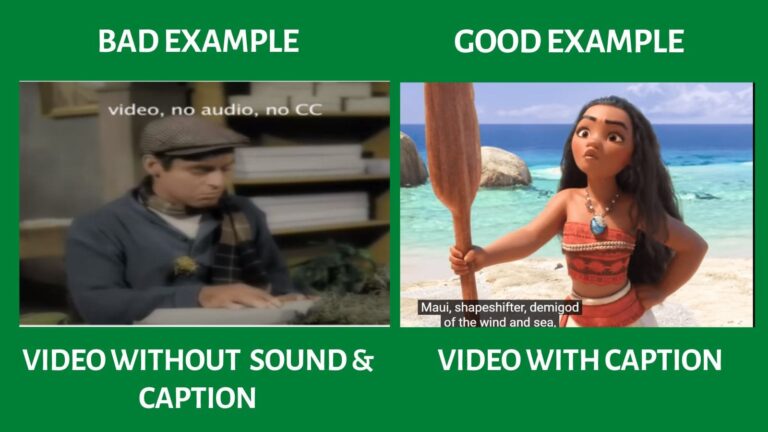 BAD EXAMPLE
GOOD EXAMPLE
video, no audio, no CC
Maui, shapeshifter, demigod
of the wind and sea,
VIDEO WITHOUT SOUND &
CAPTION
VIDEO WITH CAPTION